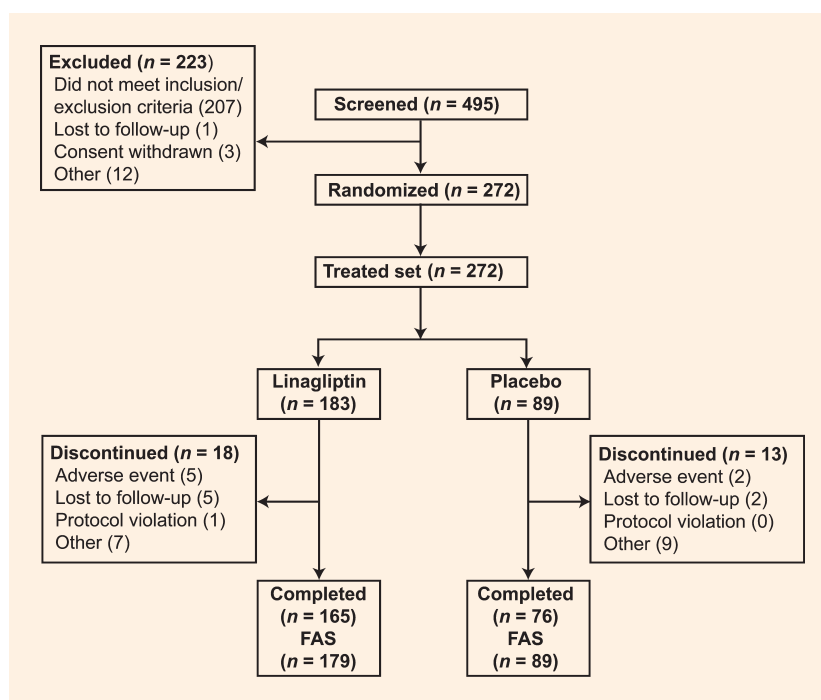 Excluded (n = 223)
Did not meet inclusion/
exclusion criteria (207)
Lost to follow-up (1)
Consent withdrawn (3)
Other (12)
Screened (n = 495)
Randomized (n = 272)
Treated set (n = 272)
Linagliptin
(n = 183)
Placebo
(n = 89)
Discontinued (n = 18)
Adverse event (5)
Lost to follow-up (5)
Protocol violation (1)
Other (7)
Discontinued (n = 13)
Adverse event (2)
Lost to follow-up (2)
Protocol violation (0)
Other (9)
Completed
(n = 165)
FAS
(n = 179)
Completed
(n = 76)
FAS
(n = 89)